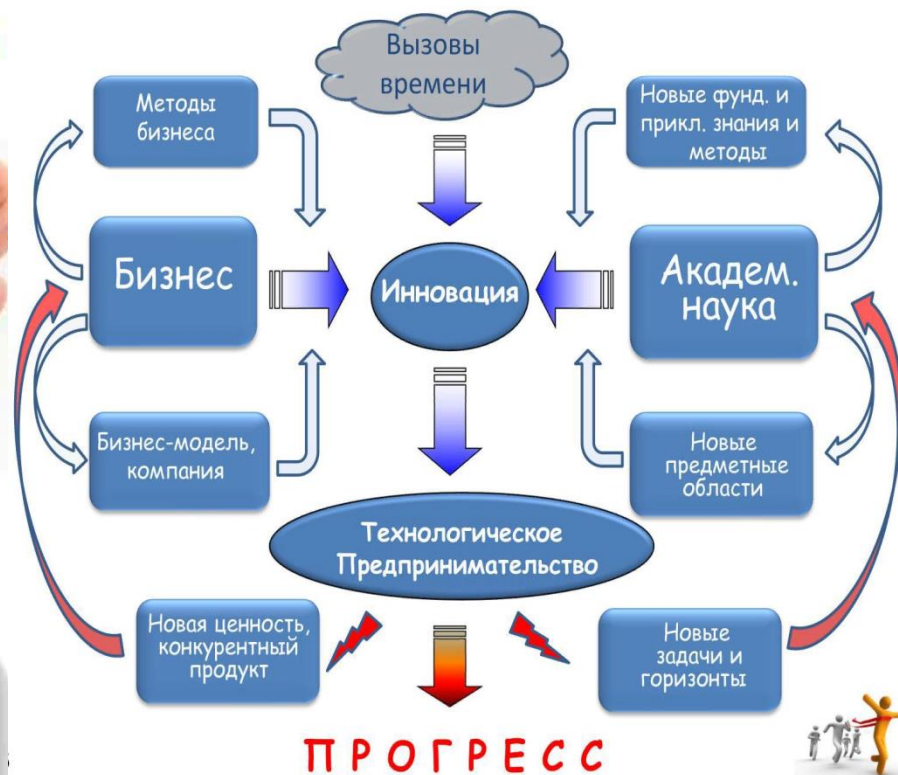 Вызовы
времени
Методы
бизнеса
Новые фунд. и
прикл. знания и
методы
Бизнес
Инновация
Академ.
наука
Бизнес-модель,
компания
Новые
предметные
области
Технологическое
Предпринимательство
Новая ценность,
конкурентный
продукт
Новые
задачи и
горизонты
ПРОГРЕСС